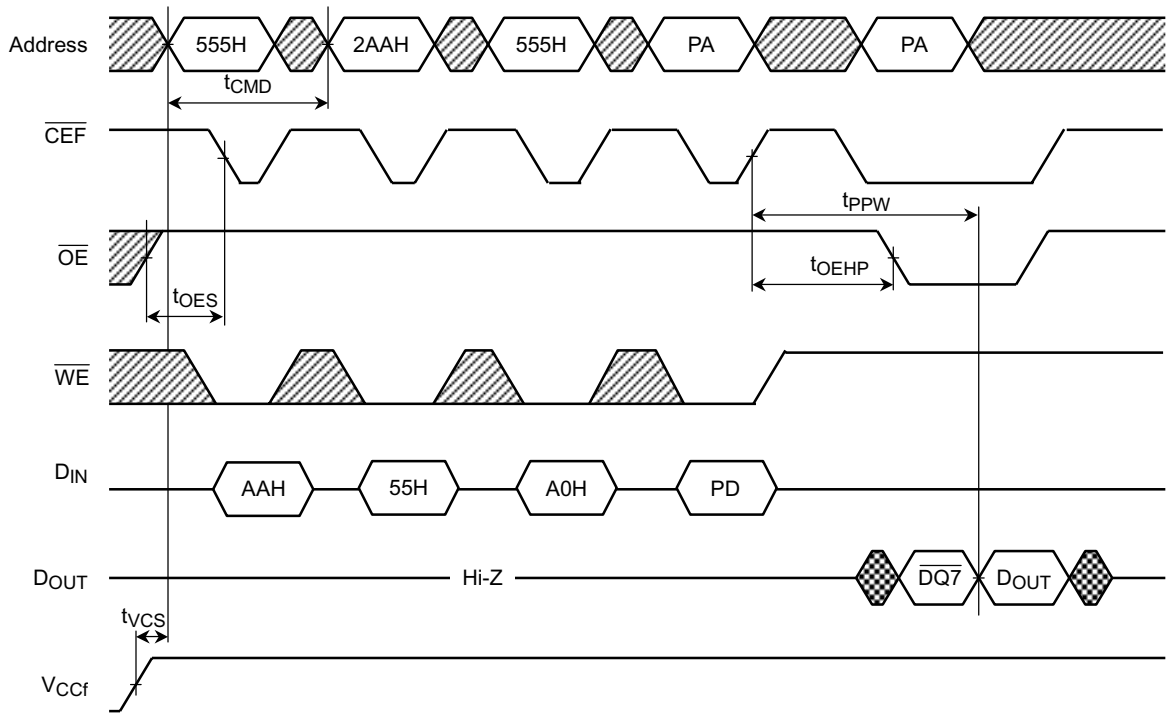 Address 555H 2AAH 555H PA PA
tCMD
CEF
tPPW
OE
tOEHP
tOES
WE
DIN AAH 55H A0H PD
DOUT Hi-Z DQ7 DOUT
tVCS
VCCf